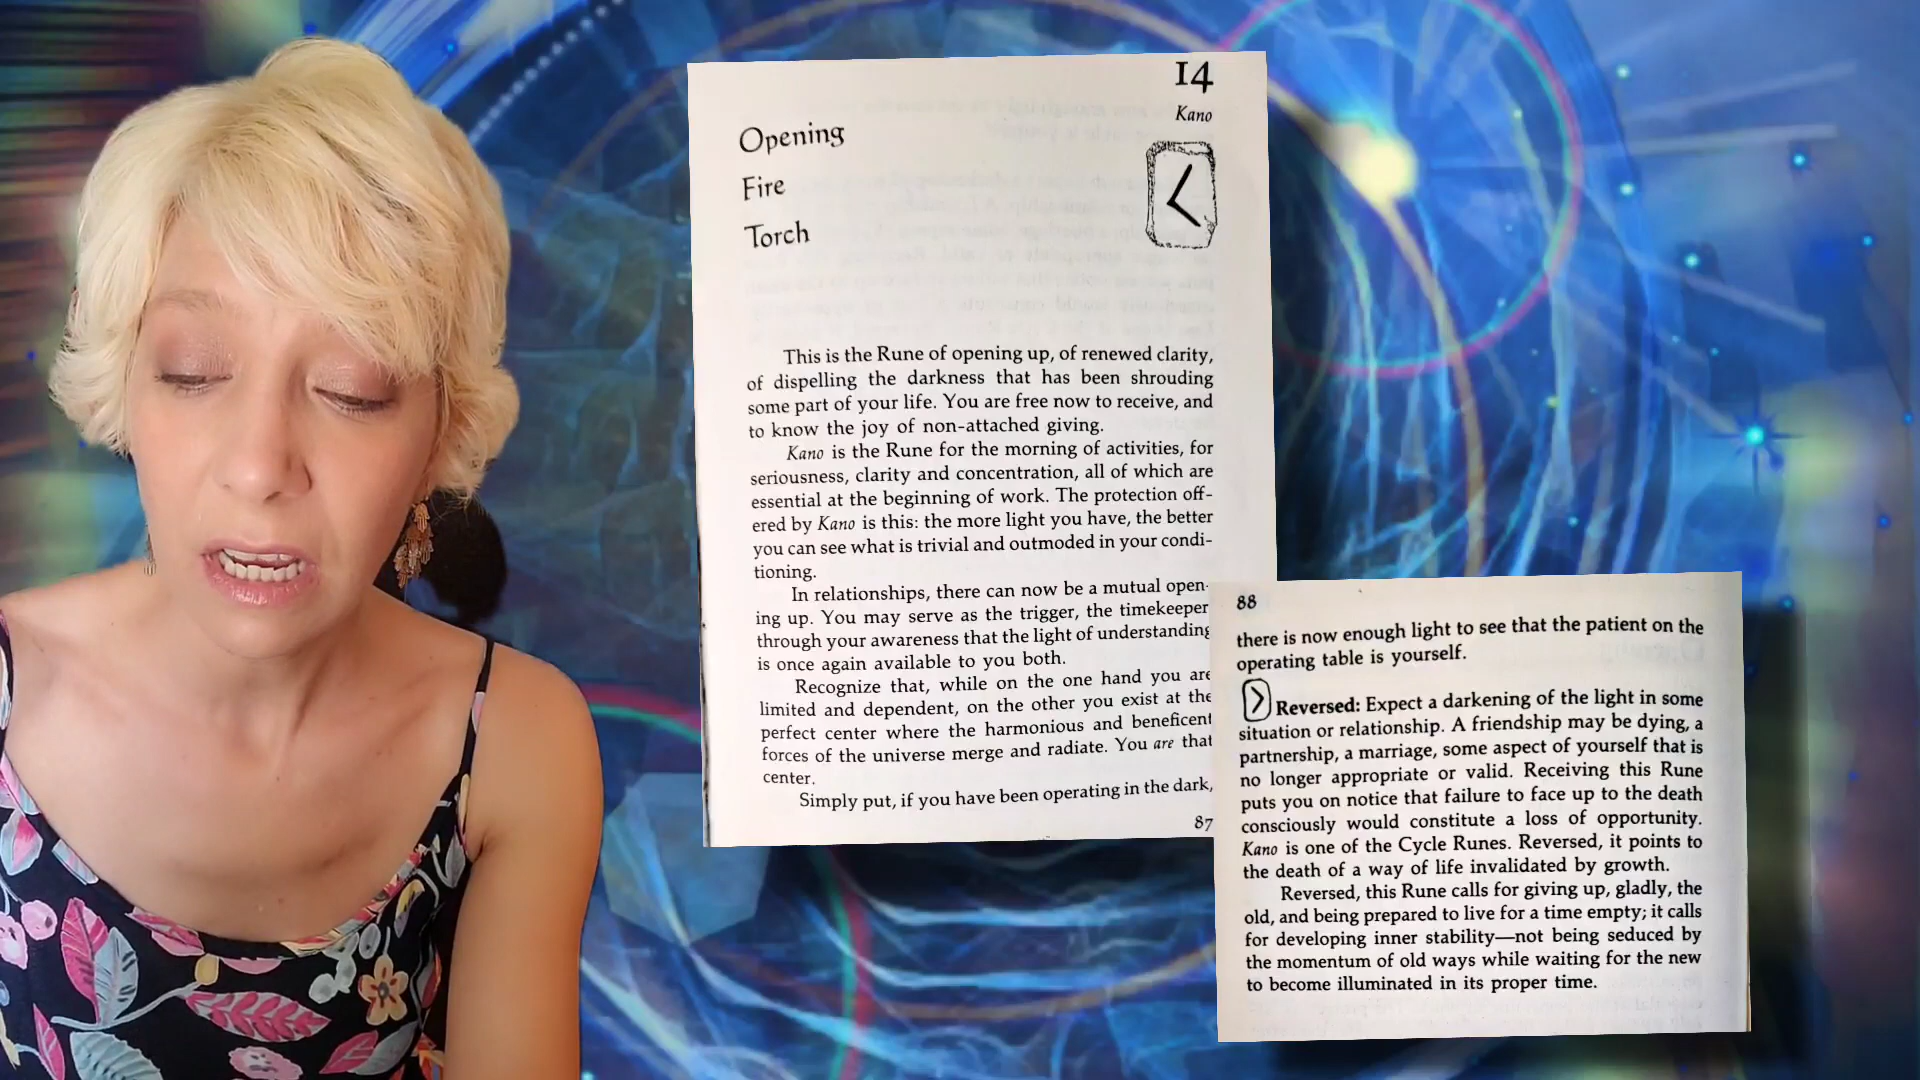 14
Kano
Opening
Fire
Torch
This is the Rune of opening up, of renewed clarity,
of dispelling the darkness that has been shrouding
some part of your life. You are free now to receive, and
to know the joy of non-attached giving.
Kano is the Rune for the morning of activities, for
seriousness, clarity and concentration, all of which are
essential at the beginning of work. The protection off-
ered by Kano is this: the more light you have, the better
you can see what is trivial and outmoded in your condi-
tioning.
In relationships, there can now be a mutual open-
ing up. You may serve as the trigger, the timekeeper
through your awareness that the light of understanding
is once again available to you both.
Recognize that, while on the one hand you are
limited and dependent, on the other you exist at the
perfect center where the harmonious and beneficent
forces of the universe merge and radiate. You are that
center.
Simply put, if you have been operating in the dark,
87
88
there is now enough light to see that the patient on the
operating table is yourself.
Reversed: Expect a darkening of the light in some
situation or relationship. A friendship may be dying, a
partnership, a marriage, some aspect of yourself that is
no longer appropriate or valid. Receiving this Rune
puts you on notice that failure to face up to the death
consciously would constitute a loss of opportunity.
Kano is one of the Cycle Runes. Reversed, it points to
the death of a way of life invalidated by growth.
Reversed, this Rune calls for giving up, gladly, the
old, and being prepared to live for a time empty; it calls
for developing inner stability—not being seduced by
the momentum of old ways while waiting for the new
to become illuminated in its proper time.